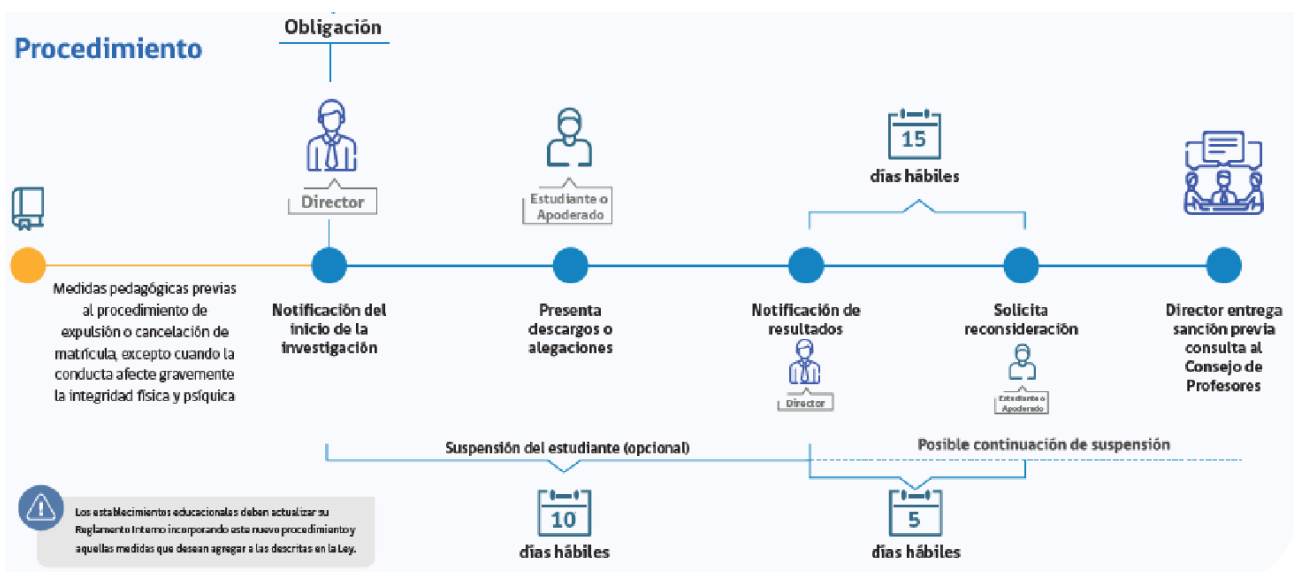 Procedimiento
Obligación
Director
Estudiante o
Apoderado
15
días hábiles
Medidas pedagógicas previas
al procedimiento de
expulsión o cancelación de
matrícula, excepto cuando la
conducta afecte gravemente
la integridad física y psíquica
Notificación del
inicio de la
investigación
Presenta
descargos o
alegaciones
Notificación de
resultados
Director
Solicita
reconsideración
Estudiante o
Apoderado
Director entrega
sanción previa
consulta al
Consejo de
Profesores
Suspensión del estudiante (opcional)
Posible continuación de suspensión
10
días hábiles
5
días hábiles
Los establecimientos educacionales deben actualizar su
Reglamento Interno incorporando este nuevo procedimiento y
aquellas medidas que desean agregar a las descritas en la Ley.